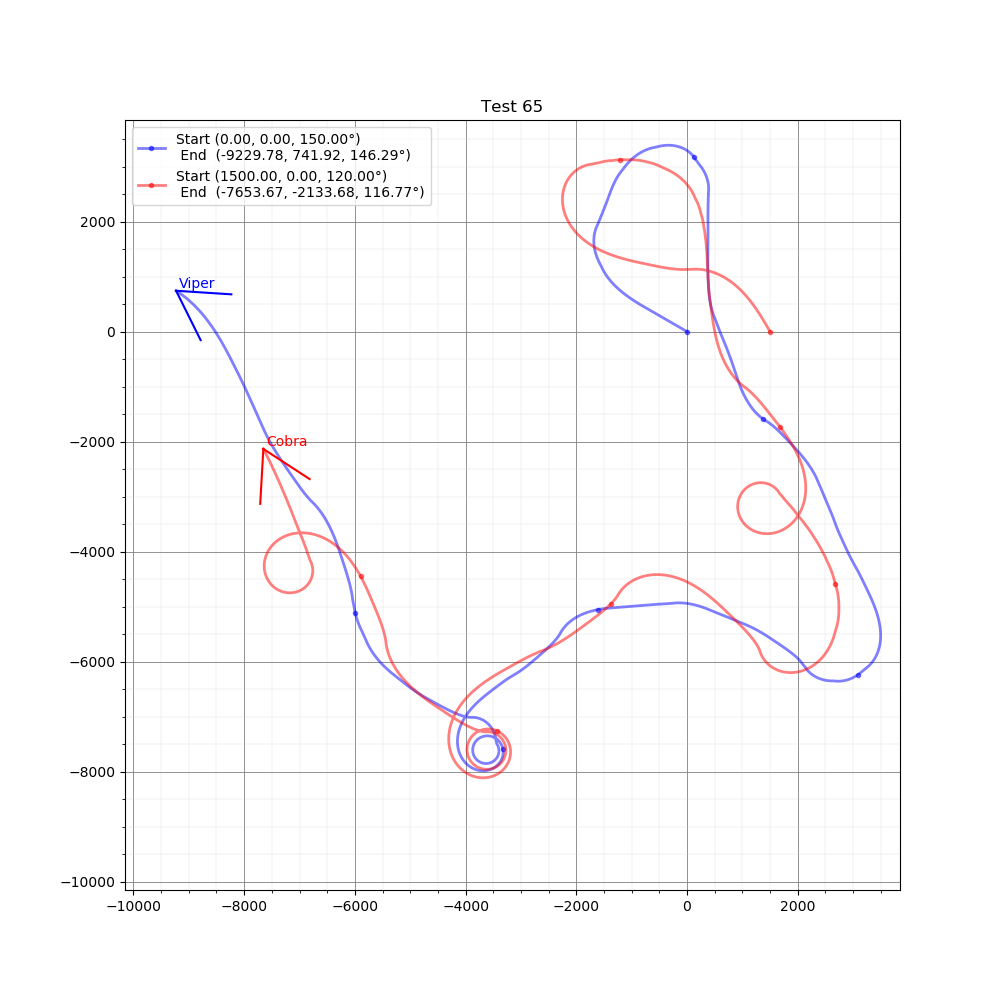 Test 65
Start (0.00, 0.00, 150.00°)
End  (-9229.78, 741.92, 146.29°)
Start (1500.00, 0.00, 120.00°)
End  (-7653.67, -2133.68, 116.77°)
2000
Viper
0
−2000
Cobra
−4000
−6000
−8000
−10000
−10000 −8000 −6000 −4000 −2000 0 2000